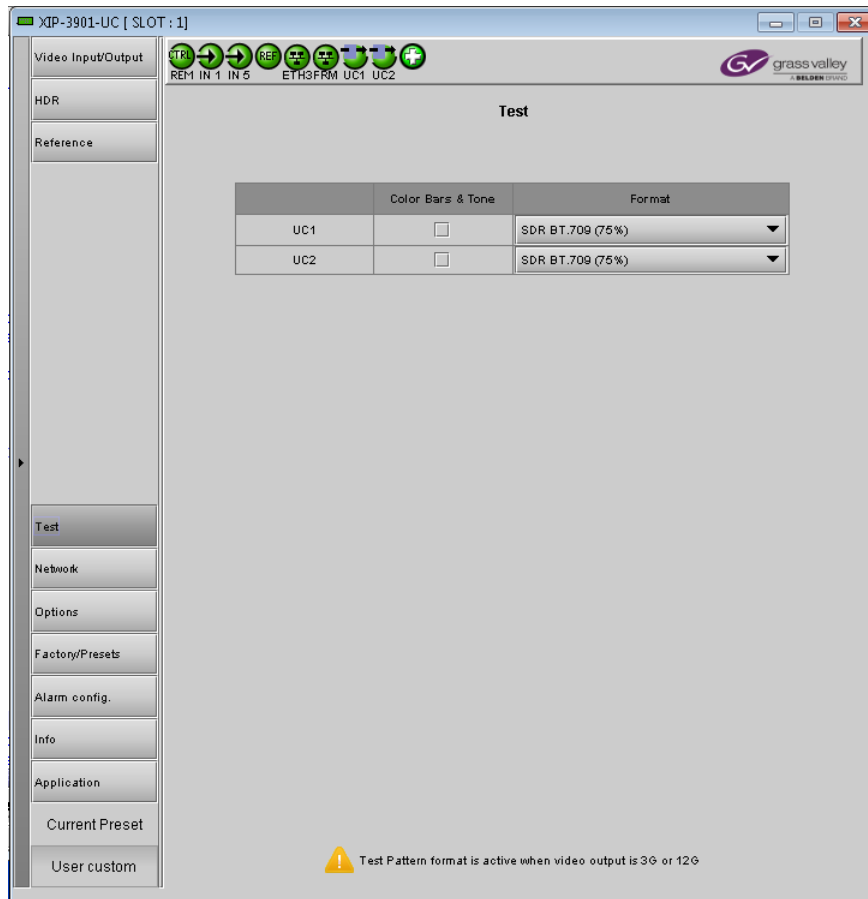 XIP-3901-UC [ SLOT : 1]
Video Input/Output
HDR
Reference
Test
Network
Options
Factory/Presets
Alarm config.
Info
Application
Current Preset
User custom
CTRL REF
REM IN 1 IN 5 ETH3FRM UC1 UC2
GV grass valley
A BELDEN BRAND
Test
Color Bars & Tone Format
UC1 SDR BT.709 (75%)
UC2 SDR BT.709 (75%)
Test Pattern format is active when video output is 3G or 12G